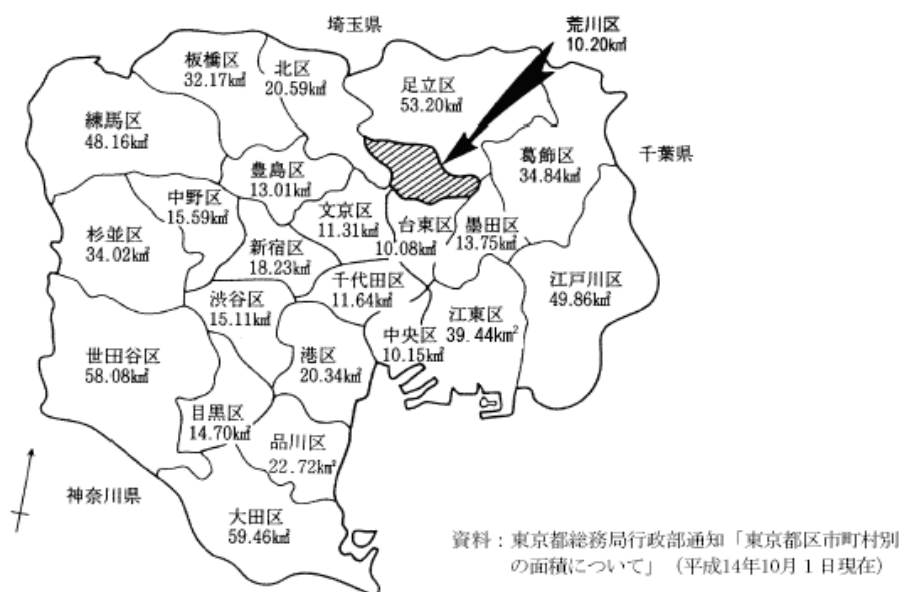 埼玉県
荒川区
10.20㎢
板橋区
32.17㎢
北区
20.59㎢
足立区
53.20㎢
練馬区
48.16㎢
葛飾区
34.84㎢
千葉県
豊島区
13.01㎢
中野区
15.59㎢
文京区
11.31㎢
台東区
10.08㎢
墨田区
13.75㎢
杉並区
34.02㎢
新宿区
18.23㎢
千代田区
11.64㎢
江戸川区
49.86㎢
渋谷区
15.11㎢
江東区
39.44km²
中央区
10.15㎢
世田谷区
58.08㎢
港区
20.34㎢
目黒区
14.70㎢
品川区
22.72㎢
神奈川県
大田区
59.46㎢
資料：東京都総務局行政部通知「東京都区市町村別
の面積について」（平成14年10月1日現在）